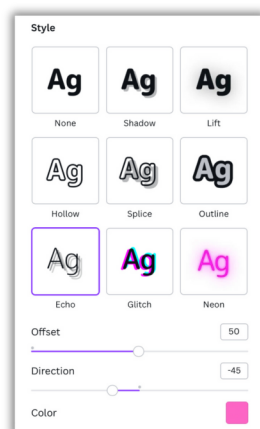 Style
Ag Ag Ag
None Shadow Lift
Ag Ag Ag
Hollow Splice Outline
Ag Ag Ag
Echo Glitch Neon
Offset 50
Direction -45
Color